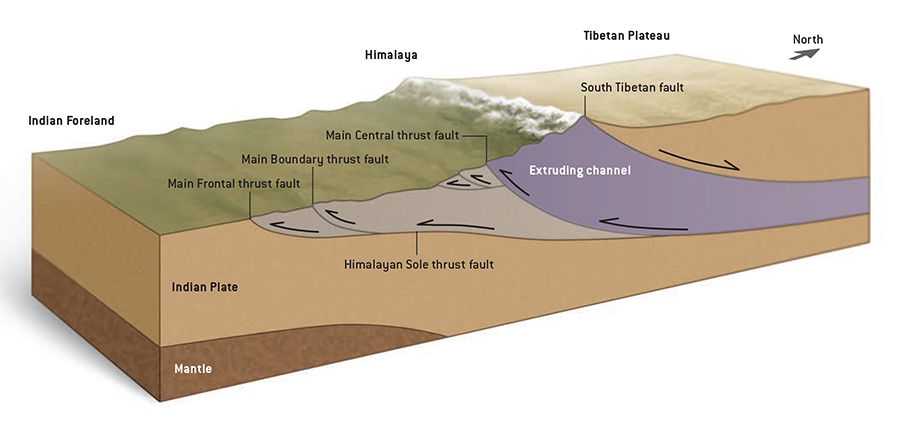 Tibetan Plateau
North
Himalaya
South Tibetan fault
Indian Foreland
Main Central thrust fault
Main Boundary thrust fault
Extruding channel
Main Frontal thrust fault
Himalayan Sole thrust fault
Indian Plate
Mantle